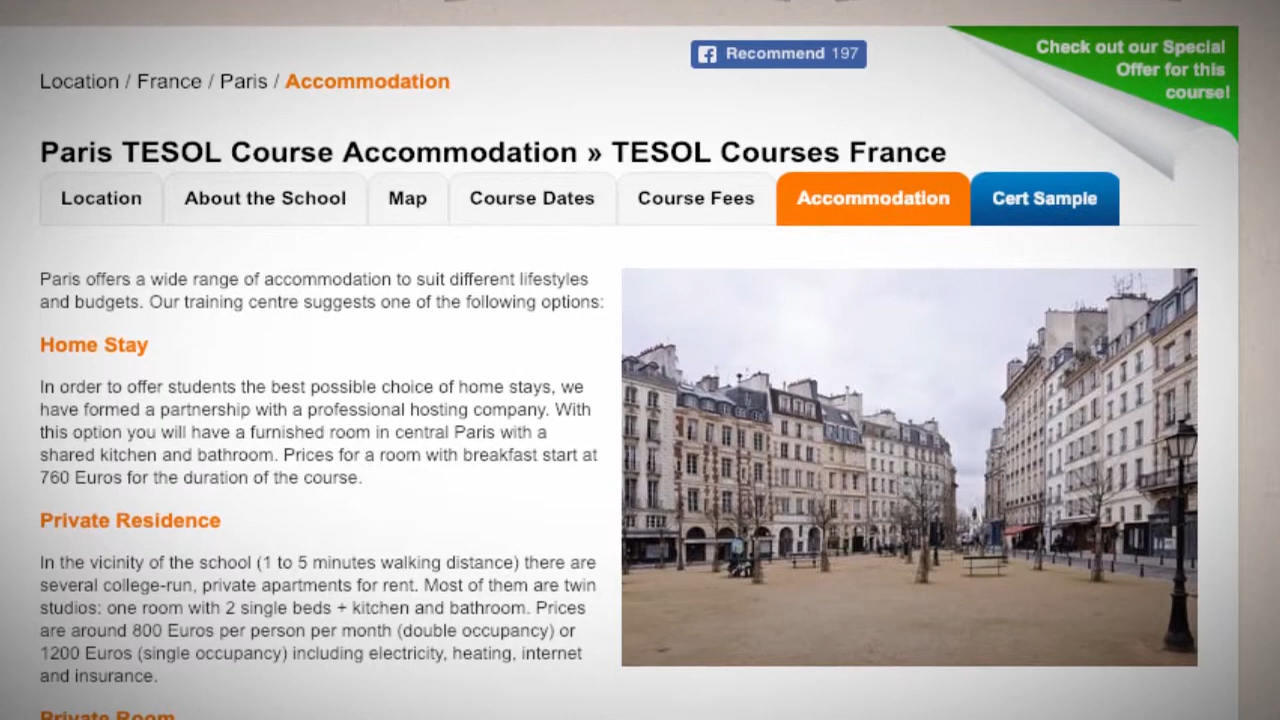 Recommend 197
Check out our Special
Offer for this
course!
Location / France / Paris / Accommodation
Paris TESOL Course Accommodation » TESOL Courses France
Location
About the School
Map
Course Dates
Course Fees
Accommodation
Cert Sample
Paris offers a wide range of accommodation to suit different lifestyles
and budgets. Our training centre suggests one of the following options:
Home Stay
In order to offer students the best possible choice of home stays, we
have formed a partnership with a professional hosting company. With
this option you will have a furnished room in central Paris with a
shared kitchen and bathroom. Prices for a room with breakfast start at
760 Euros for the duration of the course.
Private Residence
In the vicinity of the school (1 to 5 minutes walking distance) there are
several college-run, private apartments for rent. Most of them are twin
studios: one room with 2 single beds + kitchen and bathroom. Prices
are around 800 Euros per person per month (double occupancy) or
1200 Euros (single occupancy) including electricity, heating, internet
and insurance.
Private Room